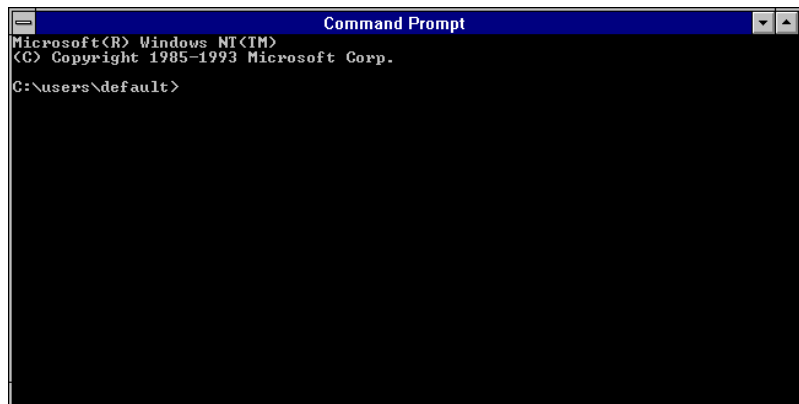 Command Prompt
Microsoft(R) Windows NT(TM)
(C) Copyright 1985-1993 Microsoft Corp.
C:\users\default>